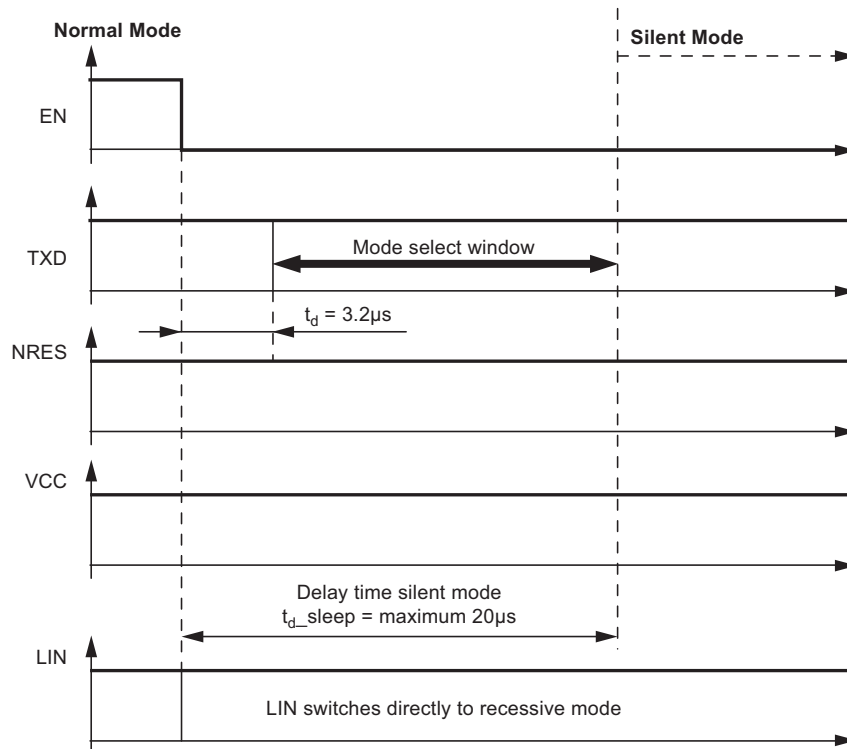 Normal Mode
Silent Mode
EN
TXD
Mode select window
t_d = 3.2µs
NRES
VCC
Delay time silent mode
t_d_sleep = maximum 20µs
LIN
LIN switches directly to recessive mode